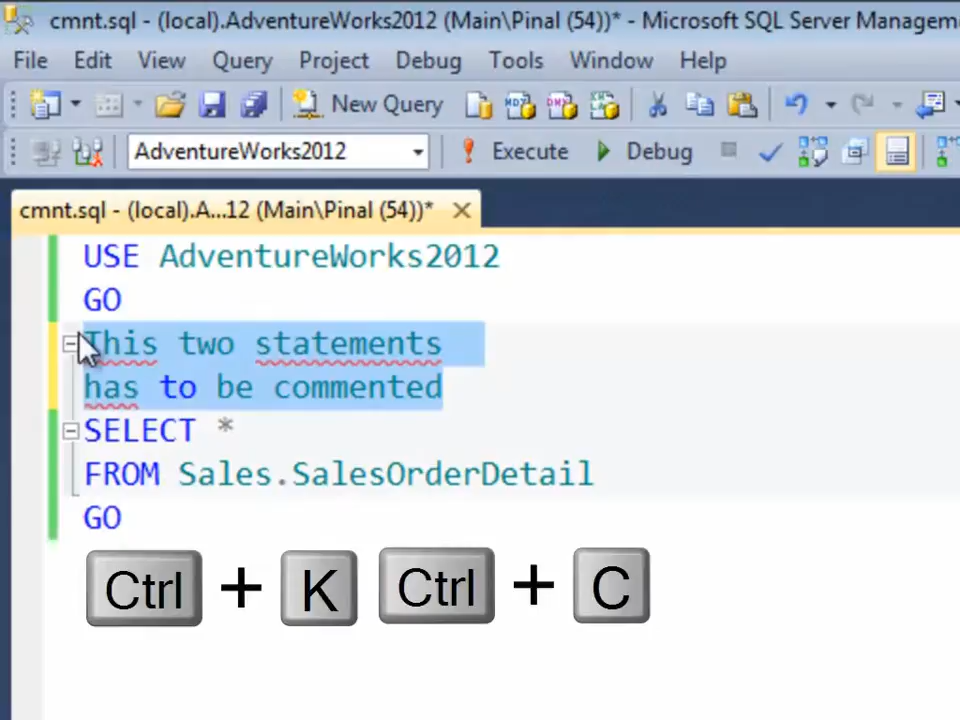 cmnt.sql - (local).AdventureWorks2012 (Main\Pinal (54))* - Microsoft SQL Server Manageme
File Edit View Query Project Debug Tools Window Help
New Query
AdventureWorks2012 Execute Debug
cmnt.sql - (local).A...12 (Main\Pinal (54))*
USE AdventureWorks2012
GO
This two statements
has to be commented
SELECT *
FROM Sales.SalesOrderDetail
GO
Ctrl + K Ctrl + C